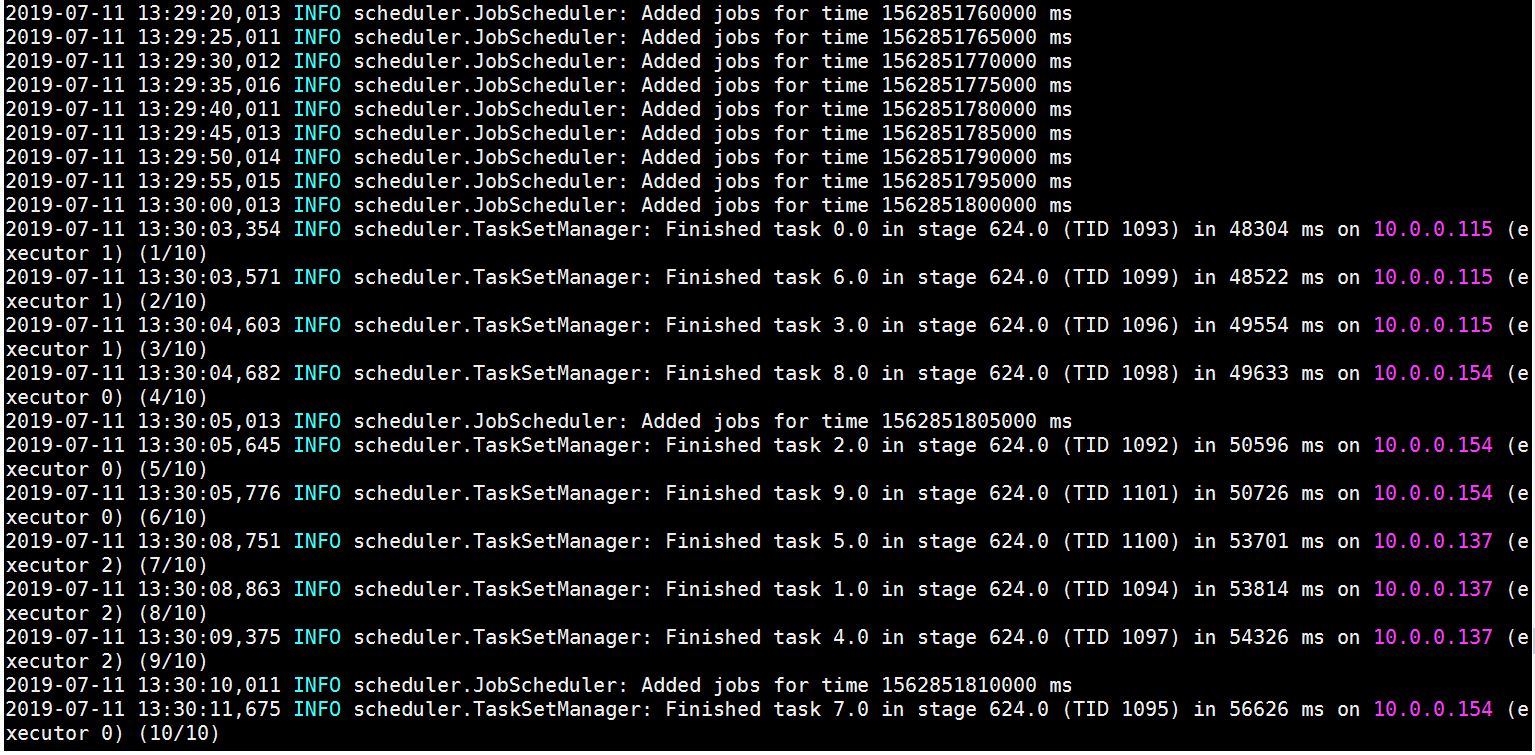 2019-07-11 13:29:20,013 INFO scheduler.JobScheduler: Added jobs for time 1562851760000 ms
2019-07-11 13:29:25,011 INFO scheduler.JobScheduler: Added jobs for time 1562851765000 ms
2019-07-11 13:29:30,012 INFO scheduler.JobScheduler: Added jobs for time 1562851770000 ms
2019-07-11 13:29:35,016 INFO scheduler.JobScheduler: Added jobs for time 1562851775000 ms
2019-07-11 13:29:40,011 INFO scheduler.JobScheduler: Added jobs for time 1562851780000 ms
2019-07-11 13:29:45,013 INFO scheduler.JobScheduler: Added jobs for time 1562851785000 ms
2019-07-11 13:29:50,014 INFO scheduler.JobScheduler: Added jobs for time 1562851790000 ms
2019-07-11 13:29:55,015 INFO scheduler.JobScheduler: Added jobs for time 1562851795000 ms
2019-07-11 13:30:00,013 INFO scheduler.JobScheduler: Added jobs for time 1562851800000 ms
2019-07-11 13:30:03,354 INFO scheduler.TaskSetManager: Finished task 0.0 in stage 624.0 (TID 1093) in 48304 ms on 10.0.0.115 (e
xecutor 1) (1/10)
2019-07-11 13:30:03,571 INFO scheduler.TaskSetManager: Finished task 6.0 in stage 624.0 (TID 1099) in 48522 ms on 10.0.0.115 (e
xecutor 1) (2/10)
2019-07-11 13:30:04,603 INFO scheduler.TaskSetManager: Finished task 3.0 in stage 624.0 (TID 1096) in 49554 ms on 10.0.0.115 (e
xecutor 1) (3/10)
2019-07-11 13:30:04,682 INFO scheduler.TaskSetManager: Finished task 8.0 in stage 624.0 (TID 1098) in 49633 ms on 10.0.0.154 (e
xecutor 0) (4/10)
2019-07-11 13:30:05,013 INFO scheduler.JobScheduler: Added jobs for time 1562851805000 ms
2019-07-11 13:30:05,645 INFO scheduler.TaskSetManager: Finished task 2.0 in stage 624.0 (TID 1092) in 50596 ms on 10.0.0.154 (e
xecutor 0) (5/10)
2019-07-11 13:30:05,776 INFO scheduler.TaskSetManager: Finished task 9.0 in stage 624.0 (TID 1101) in 50726 ms on 10.0.0.154 (e
xecutor 0) (6/10)
2019-07-11 13:30:08,751 INFO scheduler.TaskSetManager: Finished task 5.0 in stage 624.0 (TID 1100) in 53701 ms on 10.0.0.137 (e
xecutor 2) (7/10)
2019-07-11 13:30:08,863 INFO scheduler.TaskSetManager: Finished task 1.0 in stage 624.0 (TID 1094) in 53814 ms on 10.0.0.137 (e
xecutor 2) (8/10)
2019-07-11 13:30:09,375 INFO scheduler.TaskSetManager: Finished task 4.0 in stage 624.0 (TID 1097) in 54326 ms on 10.0.0.137 (e
xecutor 2) (9/10)
2019-07-11 13:30:10,011 INFO scheduler.JobScheduler: Added jobs for time 1562851810000 ms
2019-07-11 13:30:11,675 INFO scheduler.TaskSetManager: Finished task 7.0 in stage 624.0 (TID 1095) in 56626 ms on 10.0.0.154 (e
xecutor 0) (10/10)